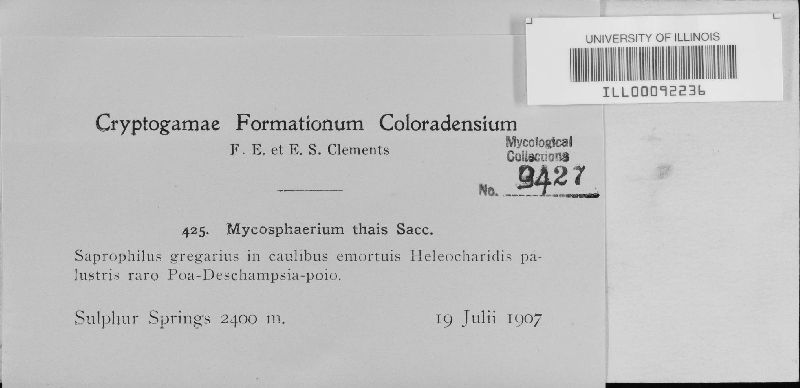 UNIVERSITY OF ILLINOIS
ILL00092236
Cryptogamae Formationum Coloradensium
F. E. et E. S. Clements
Mycological
Collections
No. 9427
425. Mycosphaerium thais Sacc.
Saprophilus gregarius in caulibus emortuis Heleocharidis pa-
lustris raro Poa-Deschampsia-poio.
Sulphur Springs 2400 m. 19 Julii 1907